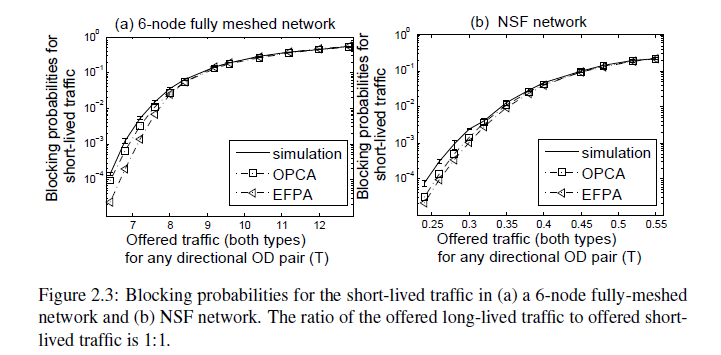 (a) 6-node fully meshed network
Blocking probabilities for
short-lived traffic
10⁰
10⁻¹
10⁻²
10⁻³
10⁻⁴
simulation
OPCA
EFPA
7 8 9 10 11 12
Offered traffic (both types)
for any directional OD pair (T)
(b) NSF network
Blocking probabilities for
short-lived traffic
10⁰
10⁻¹
10⁻²
10⁻³
10⁻⁴
simulation
OPCA
EFPA
0.25 0.3 0.35 0.4 0.45 0.5 0.55
Offered traffic (both types)
for any directional OD pair (T)
Figure 2.3: Blocking probabilities for the short-lived traffic in (a) a 6-node fully-meshed
network and (b) NSF network. The ratio of the offered long-lived traffic to offered short-
lived traffic is 1:1.